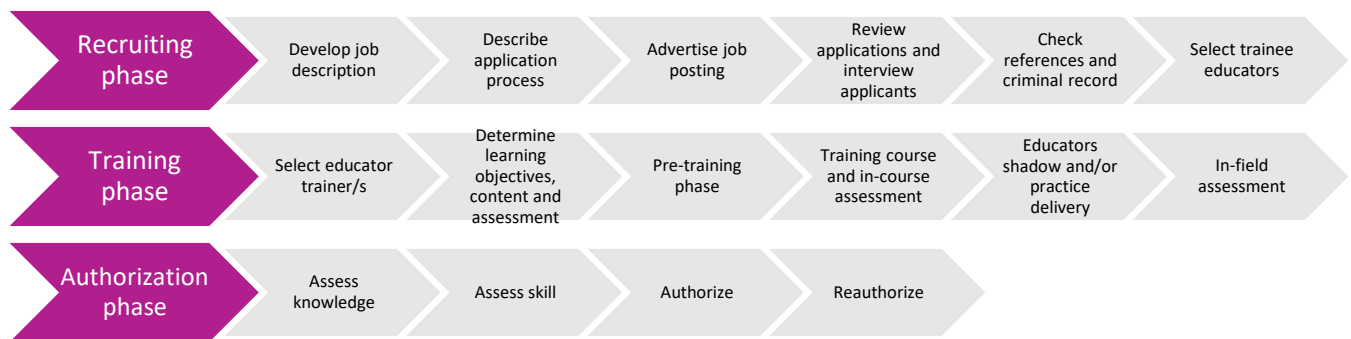 Recruiting
phase
Develop job
description
Describe
application
process
Advertise job
posting
Review
applications and
interview
applicants
Check
references and
criminal record
Select trainee
educators
Training
phase
Select educator
trainer/s
Determine
learning
objectives,
content and
assessment
Pre-training
phase
Training course
and in-course
assessment
Educators
shadow and/or
practice
delivery
In-field
assessment
Authorization
phase
Assess
knowledge
Assess skill
Authorize
Reauthorize